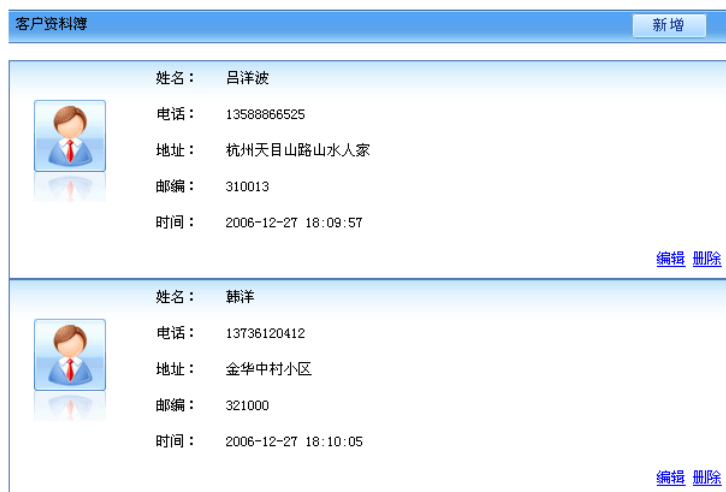 客户资料簿 新增
姓名： 吕洋波
电话： 13588866525
地址： 杭州天目山路山水人家
邮编： 310013
时间： 2006-12-27 18:09:57
编辑 删除
姓名： 韩洋
电话： 13736120412
地址： 金华中村小区
邮编： 321000
时间： 2006-12-27 18:10:05
编辑 删除